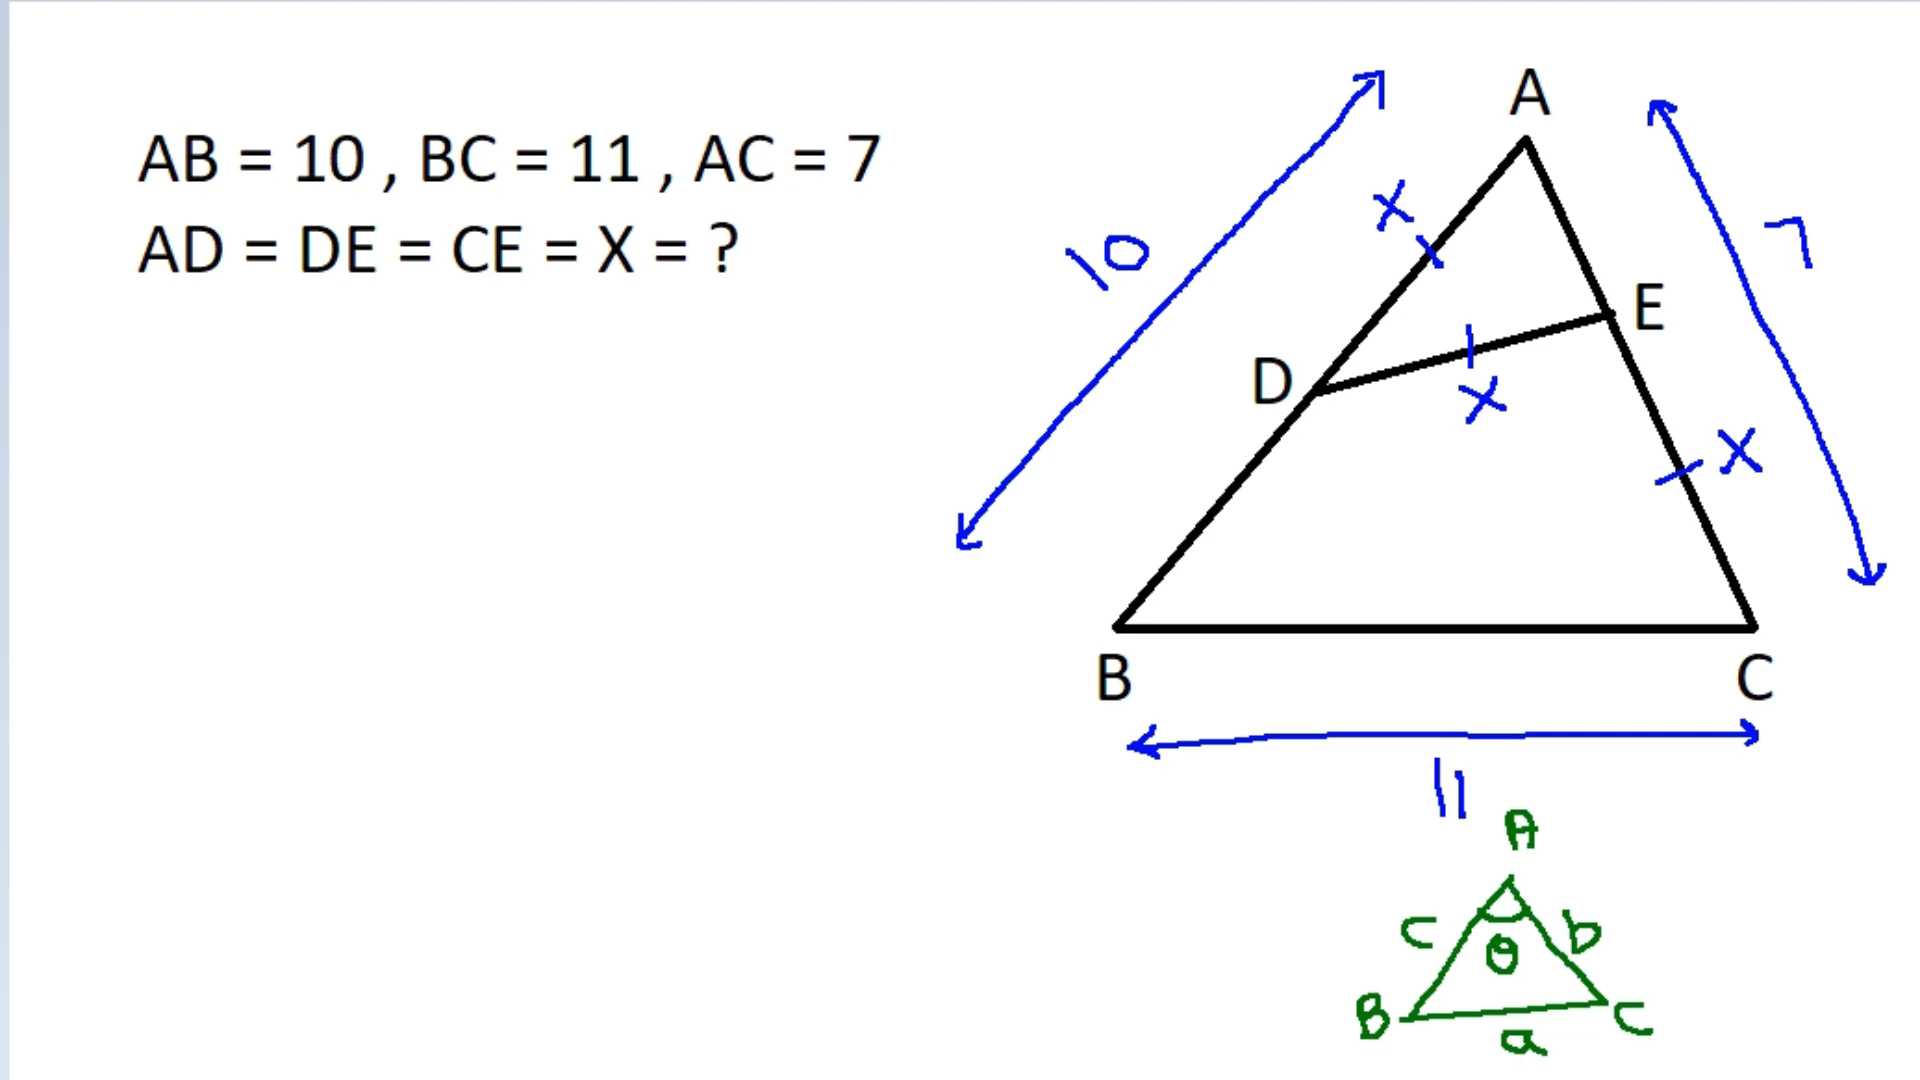 AB = 10 , BC = 11 , AC = 7
AD = DE = CE = X = ?
A
x
10
7
E
D
x
x
B
C
11
A
c
b
θ
B
C
a